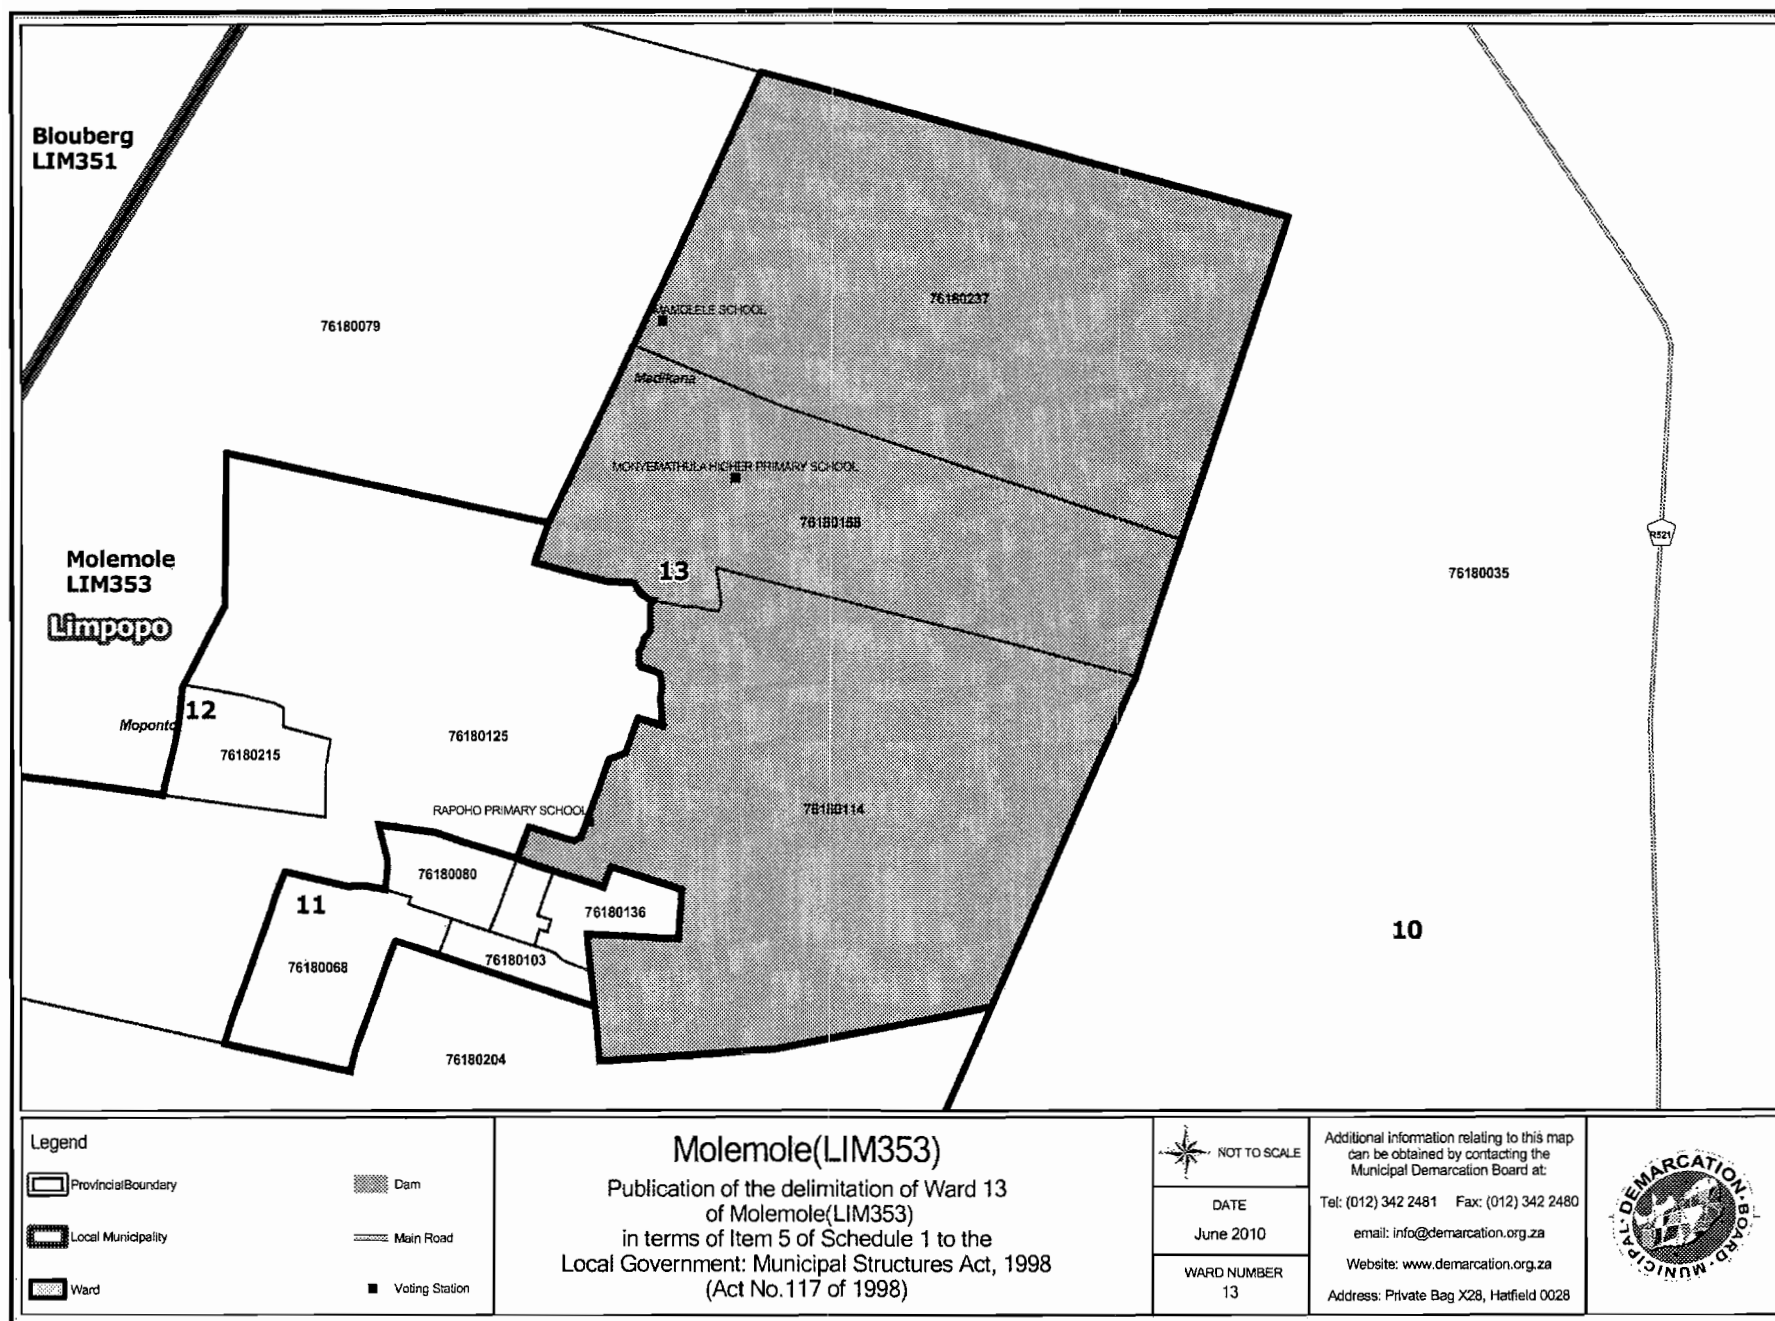 Blouberg
LIM351
76180079
MAMOLELE SCHOOL
76180237
Madikana
MONYEMATHULA HIGHER PRIMARY SCHOOL
76180158
R521
Molemole
LIM353
13
76180035
Limpopo
12
76180125
76180215
RAPOHO PRIMARY SCHOOL
76180114
76180080
11
76180136
10
76180103
76180068
76180204
Legend
Provincial Boundary
Local Municipality
Ward
Dam
Main Road
Voting Station
Molemole(LIM353)
Publication of the delimitation of Ward 13
of Molemole(LIM353)
in terms of Item 5 of Schedule 1 to the
Local Government: Municipal Structures Act, 1998
(Act No.117 of 1998)
NOT TO SCALE
DATE
June 2010
WARD NUMBER
13
Additional information relating to this map
can be obtained by contacting the
Municipal Demarcation Board at:
Tel: (012) 342 2481 Fax: (012) 342 2480
email: info@demarcation.org.za
Website: www.demarcation.org.za
Address: Private Bag X28, Hatfield 0028
MUNICIPAL DEMARCATION BOARD